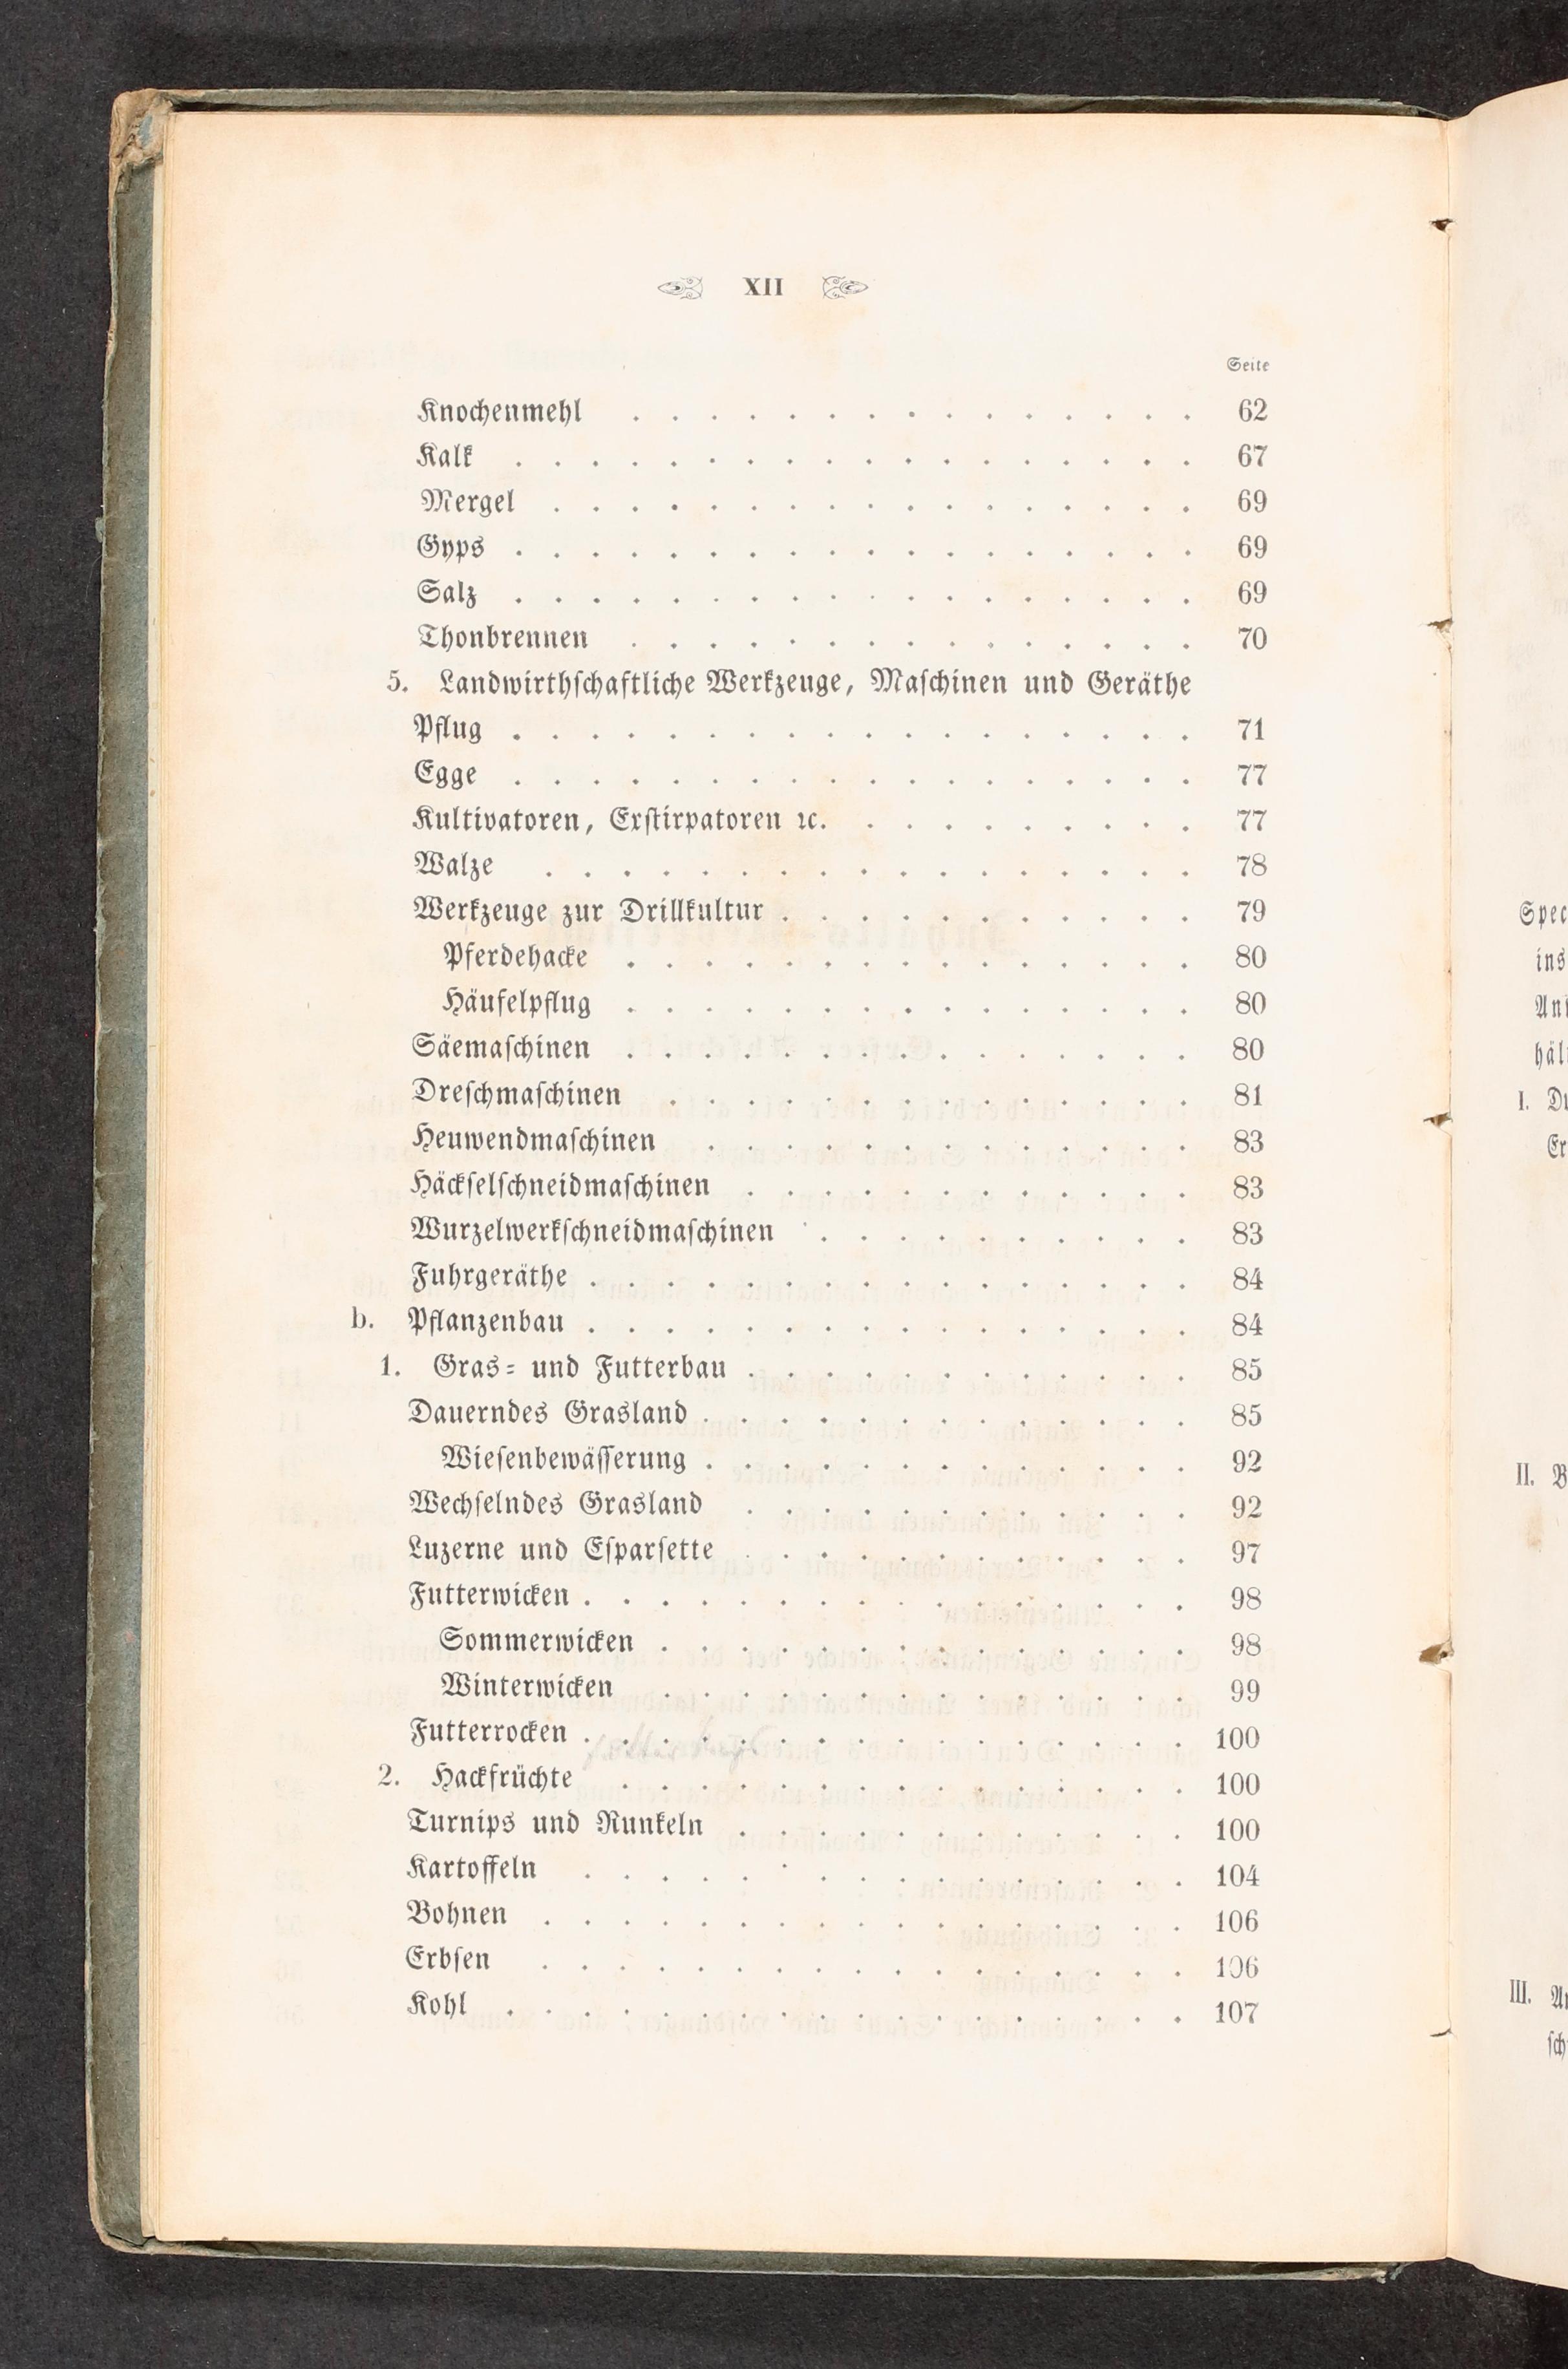 XII
Seite
Knochenmehl . . . . . . . . . . . . . . . 62
Kalk . . . . . . . . . . . . . . . . . . 67
Mergel . . . . . . . . . . . . . . . . . 69
Gyps . . . . . . . . . . . . . . . . . . 69
Salz . . . . . . . . . . . . . . . . . . 69
Thonbrennen . . . . . . . . . . . . . . . 70
5. Landwirthſchaftliche Werkzeuge, Maſchinen und Geräthe
Pflug . . . . . . . . . . . . . . . . . . 71
Egge . . . . . . . . . . . . . . . . . . 77
Kultivatoren, Exſtirpatoren ꝛc. . . . . . . . . . 77
Walze . . . . . . . . . . . . . . . . . 78
Werkzeuge zur Drillkultur . . . . . . . . . . . 79
Pferdehacke . . . . . . . . . . . . . . . 80
Häufelpflug . . . . . . . . . . . . . . . 80
Säemaſchinen . . . . . . . . . . . . . . . 80
Dreſchmaſchinen . . . . . . . . . . . . . . 81
Heuwendmaſchinen . . . . . . . . . . . . . 83
Häckſelſchneidmaſchinen . . . . . . . . . . . . 83
Wurzelwerkſchneidmaſchinen . . . . . . . . . . 83
Fuhrgeräthe . . . . . . . . . . . . . . . . 84
b. Pflanzenbau . . . . . . . . . . . . . . . . 84
1. Gras- und Futterbau . . . . . . . . . . . . 85
Dauerndes Grasland . . . . . . . . . . . . . 85
Wieſenbewäſſerung . . . . . . . . . . . . . 92
Wechſelndes Grasland . . . . . . . . . . . . 92
Luzerne und Eſparſette . . . . . . . . . . . . 97
Futterwicken . . . . . . . . . . . . . . . . 98
Sommerwicken . . . . . . . . . . . . . . 98
Winterwicken . . . . . . . . . . . . . . 99
Futterrocken . . . . . . . . . . . . . . . . 100
2. Hackfrüchte . . . . . . . . . . . . . . . 100
Turnips und Runkeln . . . . . . . . . . . . 100
Kartoffeln . . . . . . . . . . . . . . . . 104
Bohnen . . . . . . . . . . . . . . . . . 106
Erbſen . . . . . . . . . . . . . . . . . 106
Kohl . . . . . . . . . . . . . . . . . . 107
I.
II.
III.